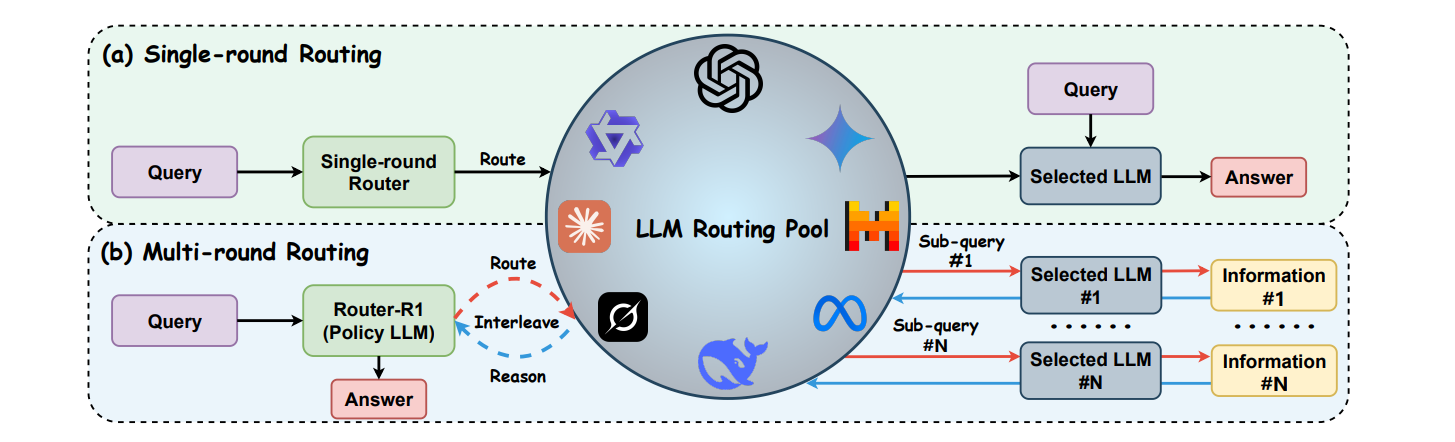 (a) Single-round Routing
Query
Single-round
Router
Route
Query
Selected LLM
Answer
LLM Routing Pool
(b) Multi-round Routing
Query
Router-R1
(Policy LLM)
Answer
Route
Interleave
Reason
Sub-query
#1
Selected LLM
#1
Information
#1
· · · · · ·
· · · · · ·
Sub-query
#N
Selected LLM
#N
Information
#N